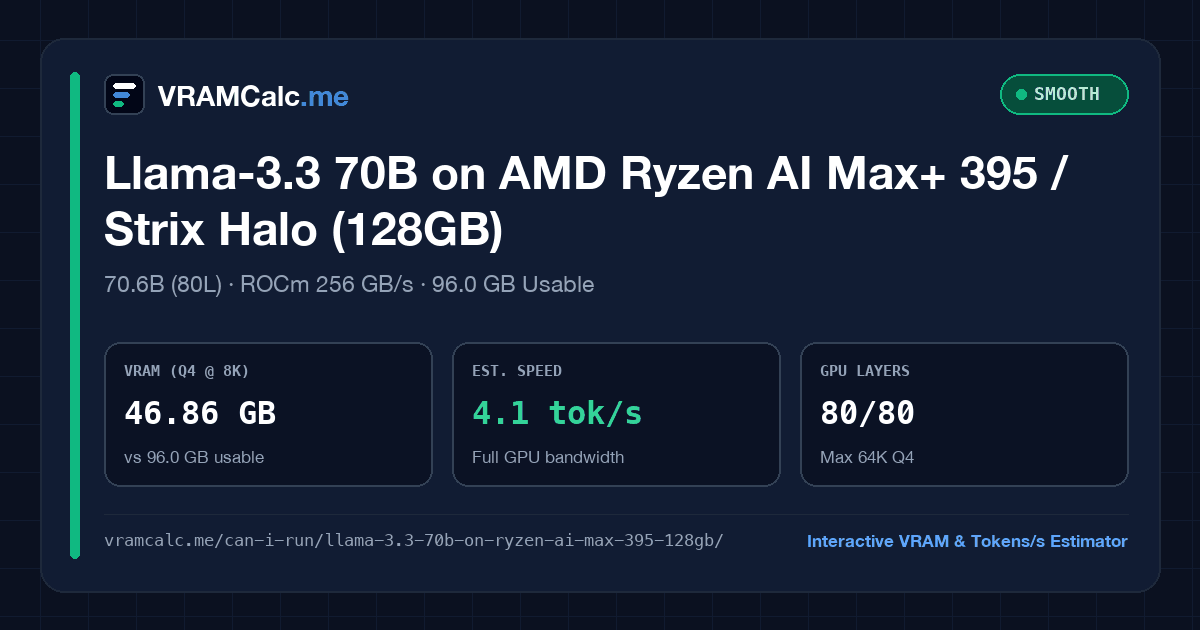 VRAMCalc.me
SMOOTH
Llama-3.3 70B on AMD Ryzen AI Max+ 395 /
Strix Halo (128GB)
70.6B (80L) · ROCm 256 GB/s · 96.0 GB Usable
VRAM (Q4 @ 8K)
46.86 GB
vs 96.0 GB usable
EST. SPEED
4.1 tok/s
Full GPU bandwidth
GPU LAYERS
80/80
Max 64K Q4
vramcalc.me/can-i-run/llama-3.3-70b-on-ryzen-ai-max-395-128gb/
Interactive VRAM & Tokens/s Estimator